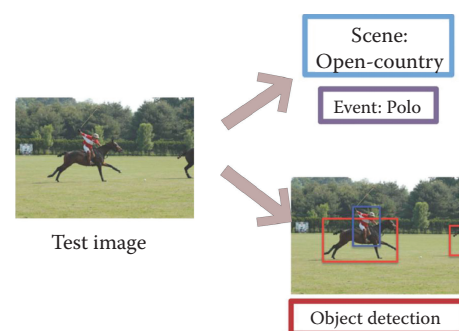 Scene:
Open-country
Event: Polo
Test image
Object detection